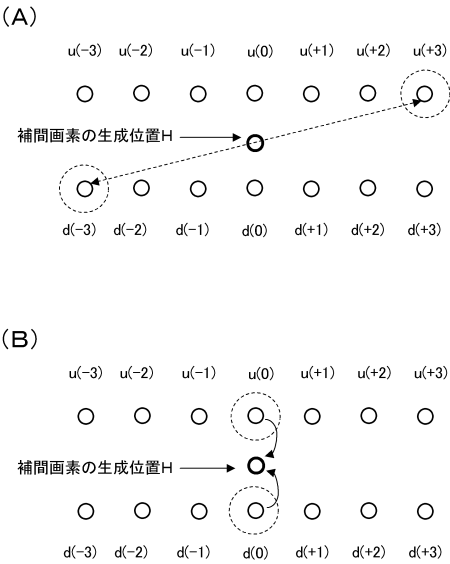 (A)
u(-3) u(-2) u(-1) u(0) u(+1) u(+2) u(+3)
補間画素の生成位置H
d(-3) d(-2) d(-1) d(0) d(+1) d(+2) d(+3)
(B)
u(-3) u(-2) u(-1) u(0) u(+1) u(+2) u(+3)
補間画素の生成位置H
d(-3) d(-2) d(-1) d(0) d(+1) d(+2) d(+3)